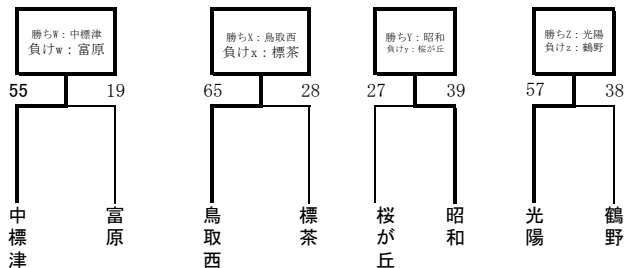 勝ちW：中標津
負けw：富原
勝ちX：鳥取西
負けx：標茶
勝ちY：昭和
負けy：桜が丘
勝ちZ：光陽
負けz：鶴野
55 19 65 28 27 39 57 38
中標津
富原
鳥取西
標茶
桜が丘
昭和
光陽
鶴野